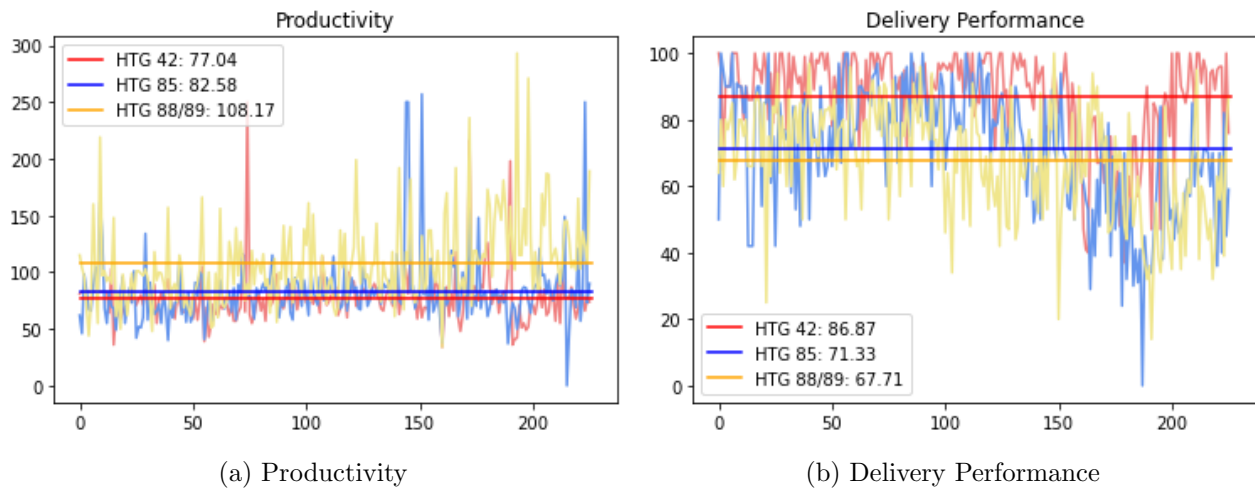 Productivity
300
250
200
150
100
50
0
HTG 42: 77.04
HTG 85: 82.58
HTG 88/89: 108.17
0 50 100 150 200
(a) Productivity
Delivery Performance
100
80
60
40
20
0
HTG 42: 86.87
HTG 85: 71.33
HTG 88/89: 67.71
0 50 100 150 200
(b) Delivery Performance